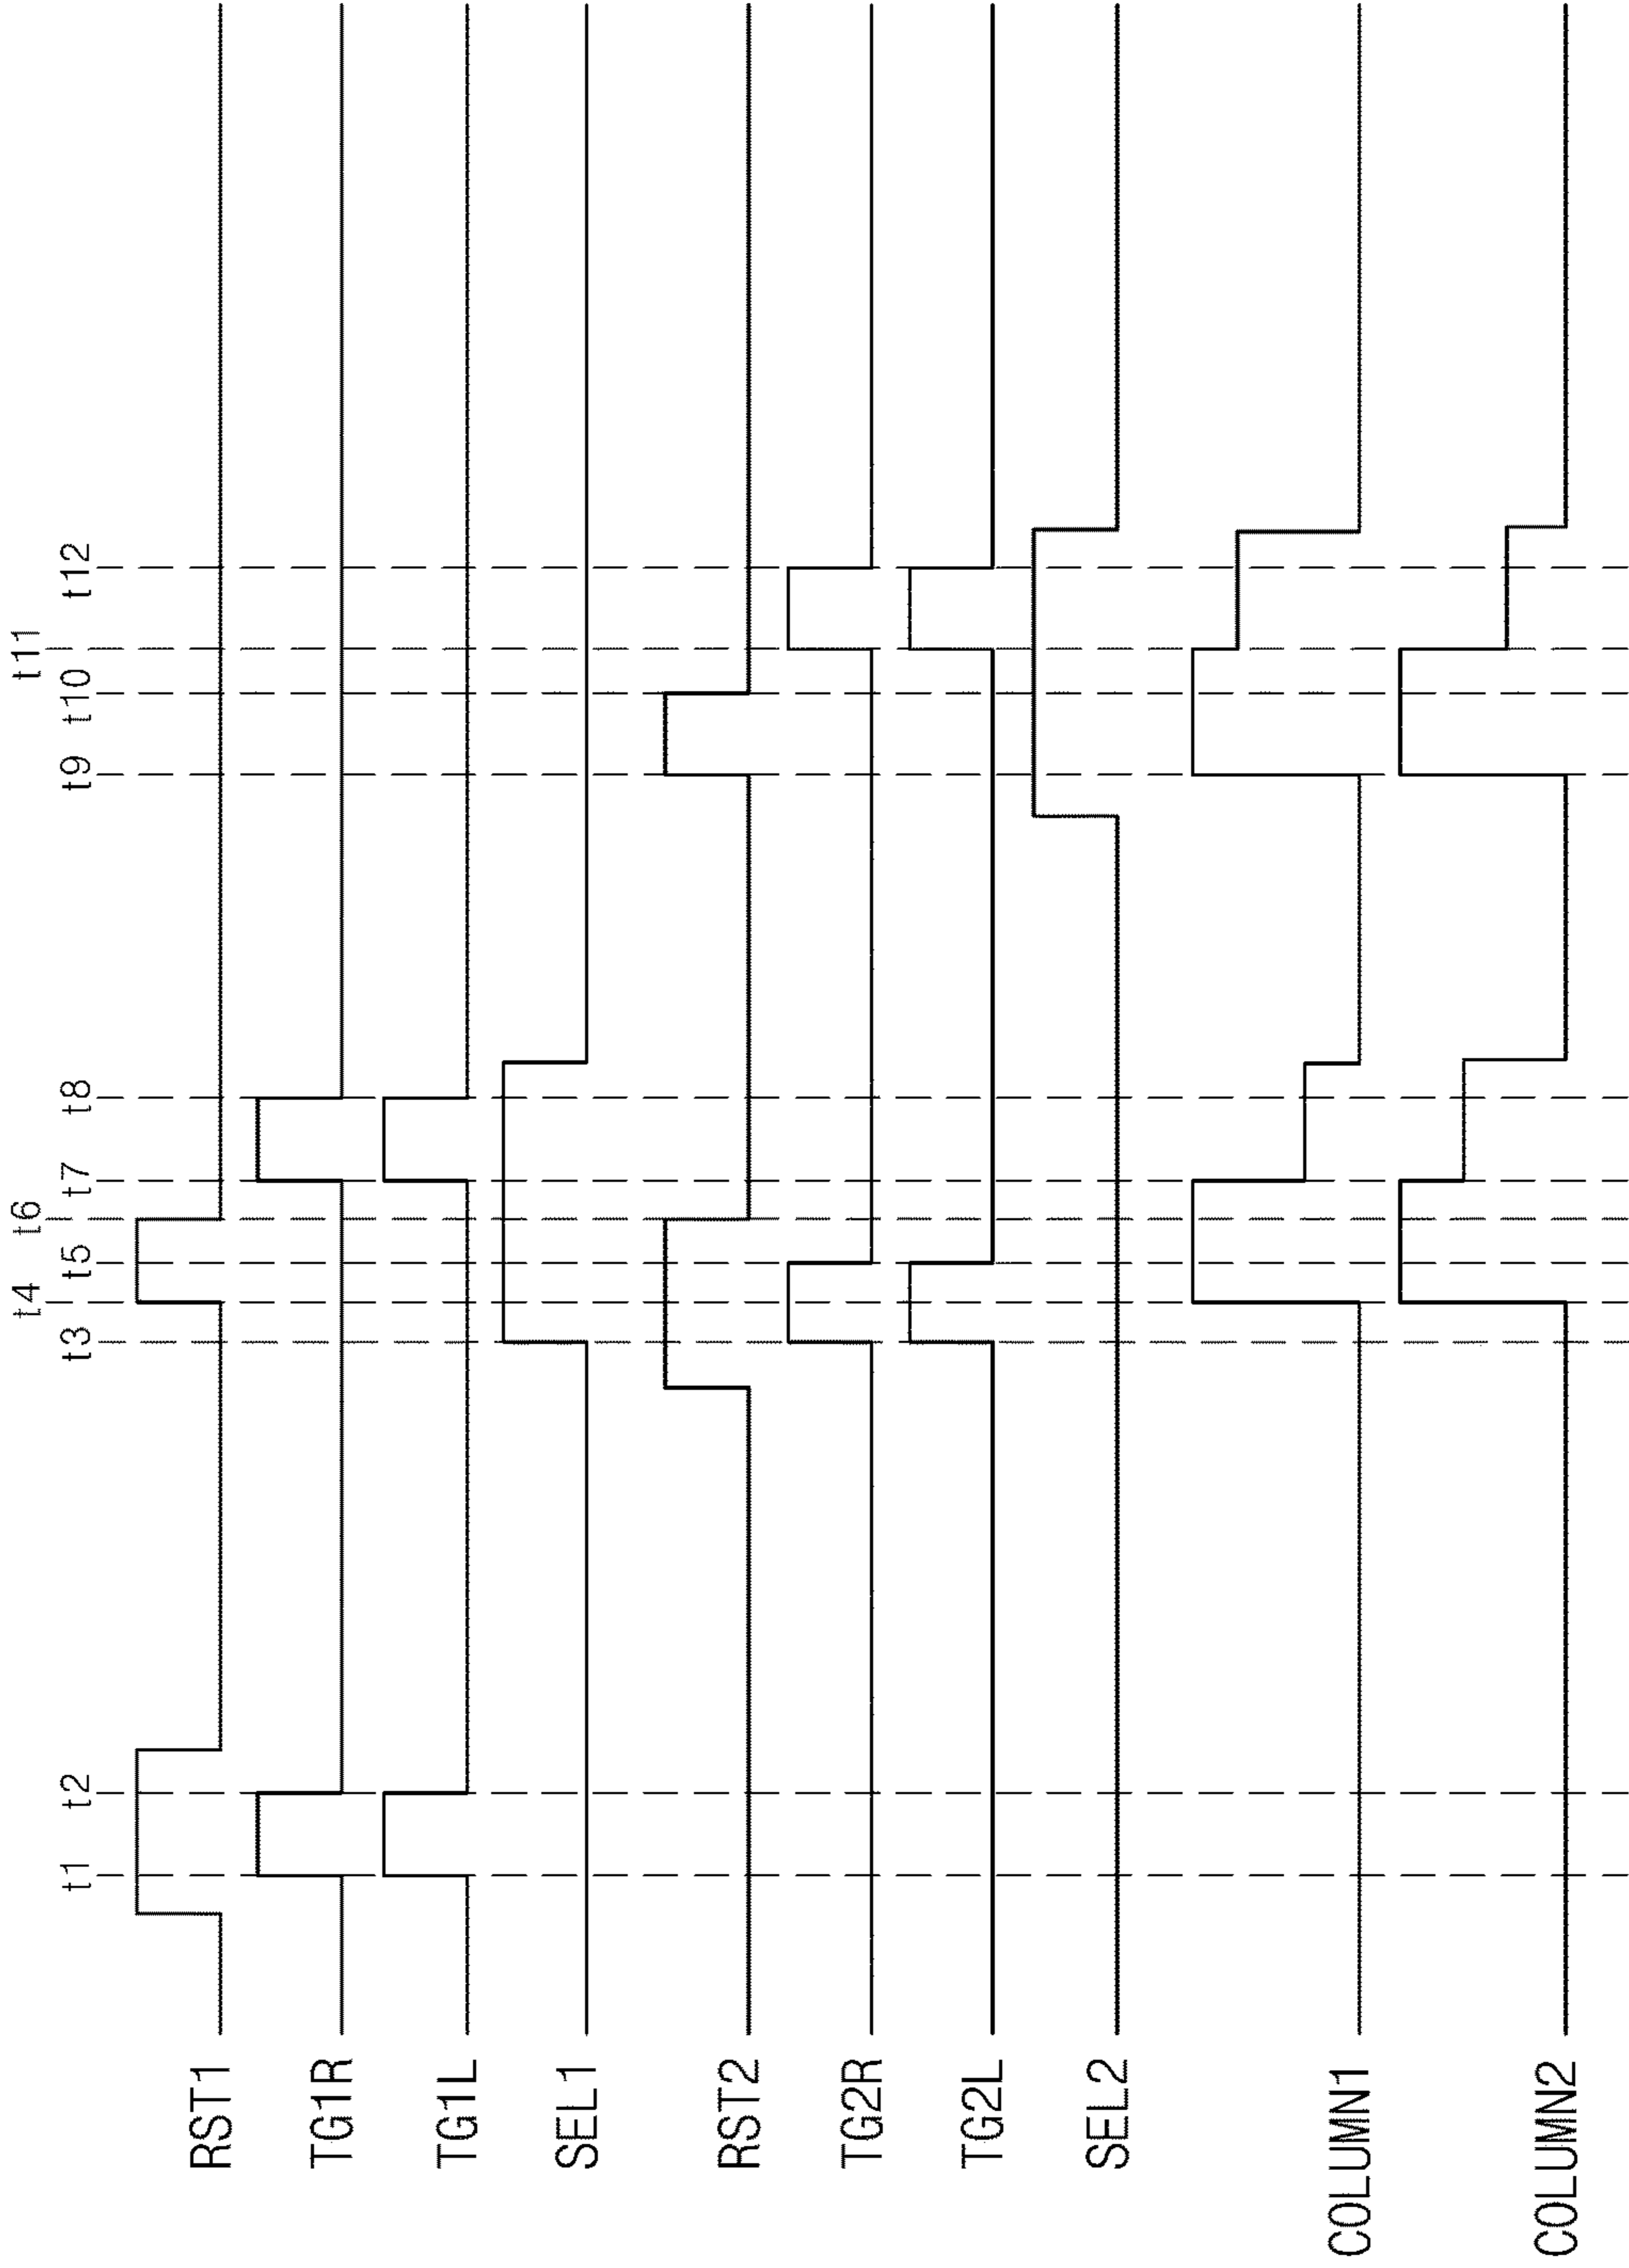 t1
t2
t3
t4
t5
t6
t7
t8
t9
t10
t11
t12
RST1
TG1R
TG1L
SEL1
RST2
TG2R
TG2L
SEL2
COLUMN1
COLUMN2